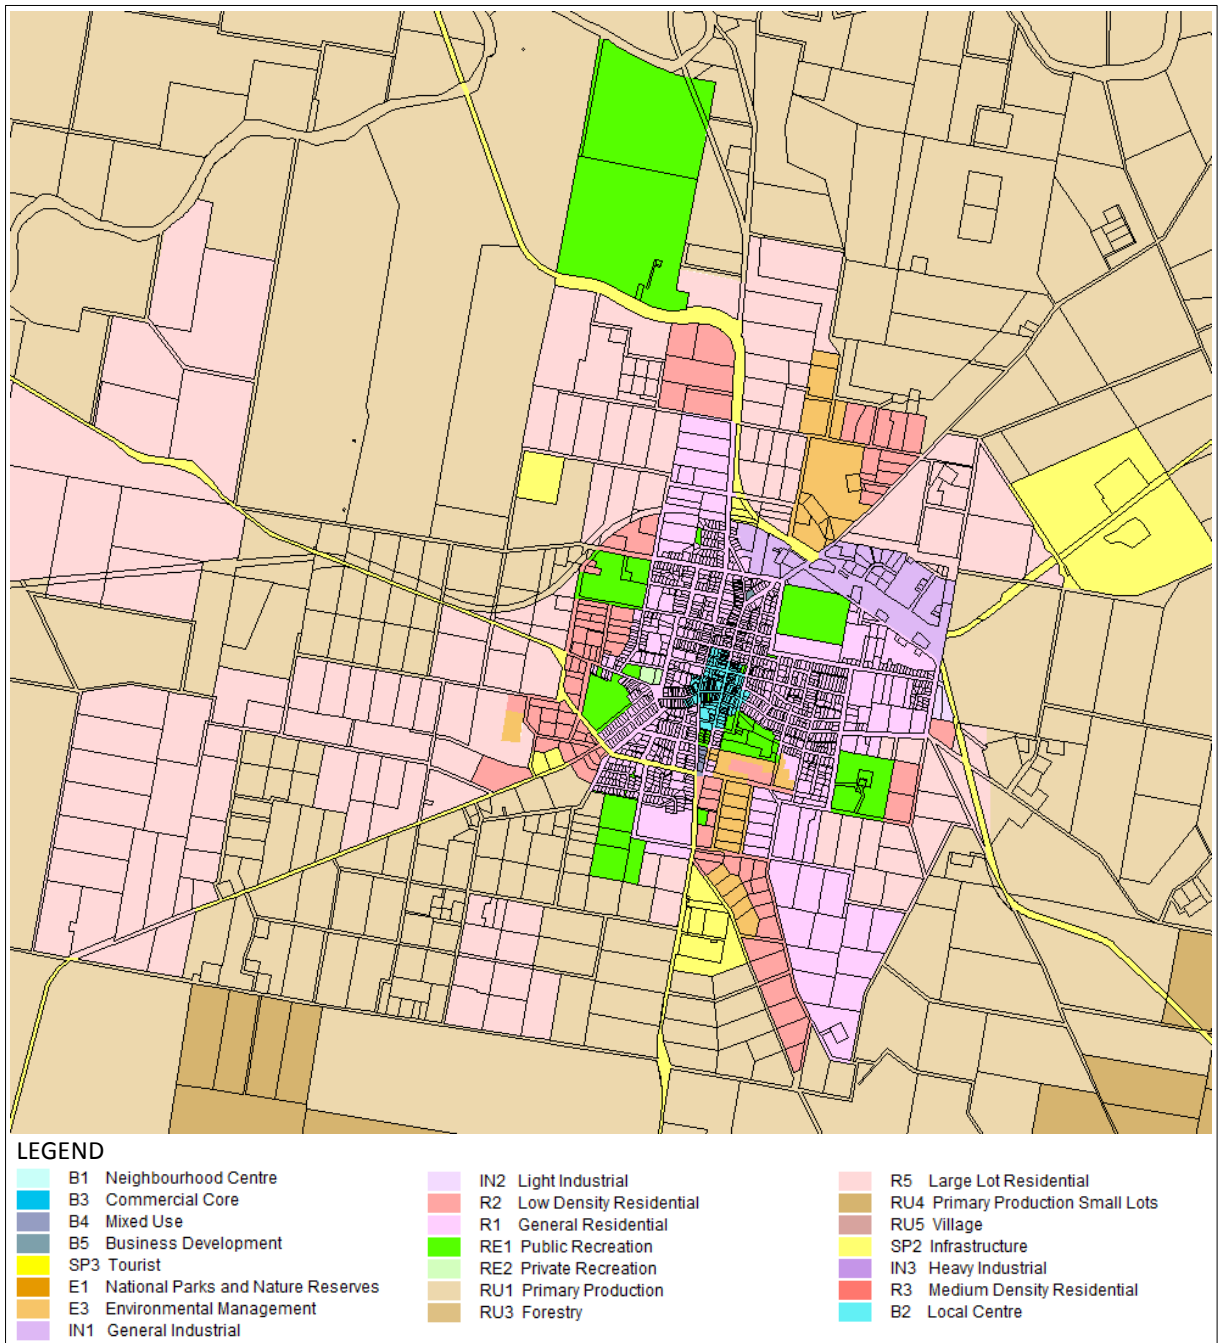 LEGEND
B1 Neighbourhood Centre
B3 Commercial Core
B4 Mixed Use
B5 Business Development
SP3 Tourist
E1 National Parks and Nature Reserves
E3 Environmental Management
IN1 General Industrial
IN2 Light Industrial
R2 Low Density Residential
R1 General Residential
RE1 Public Recreation
RE2 Private Recreation
RU1 Primary Production
RU3 Forestry
R5 Large Lot Residential
RU4 Primary Production Small Lots
RU5 Village
SP2 Infrastructure
IN3 Heavy Industrial
R3 Medium Density Residential
B2 Local Centre